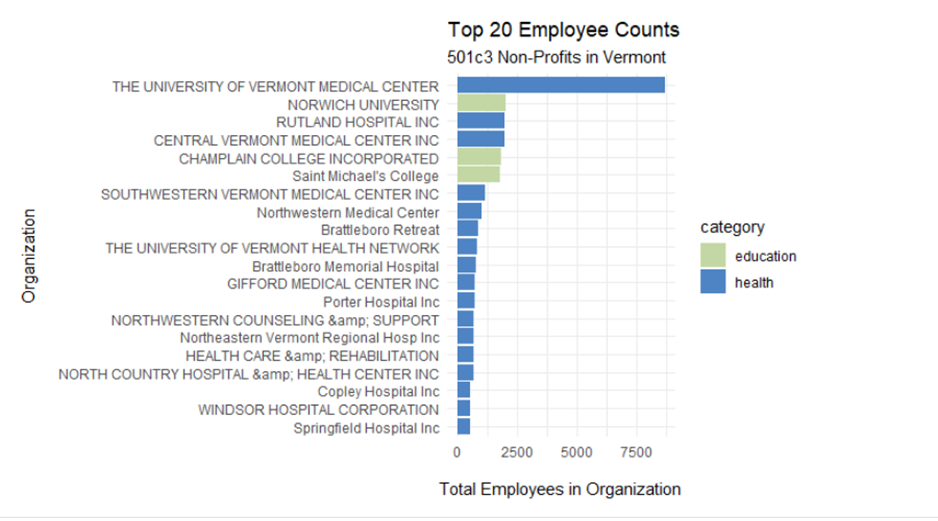 Top 20 Employee Counts
501c3 Non-Profits in Vermont
THE UNIVERSITY OF VERMONT MEDICAL CENTER
NORWICH UNIVERSITY
RUTLAND HOSPITAL INC
CENTRAL VERMONT MEDICAL CENTER INC
CHAMPLAIN COLLEGE INCORPORATED
Saint Michael's College
SOUTHWESTERN VERMONT MEDICAL CENTER INC
Northwestern Medical Center
Brattleboro Retreat
THE UNIVERSITY OF VERMONT HEALTH NETWORK
Brattleboro Memorial Hospital
GIFFORD MEDICAL CENTER INC
Porter Hospital Inc
NORTHWESTERN COUNSELING &amp; SUPPORT
Northeastern Vermont Regional Hosp Inc
HEALTH CARE &amp; REHABILITATION
NORTH COUNTRY HOSPITAL &amp; HEALTH CENTER INC
Copley Hospital Inc
WINDSOR HOSPITAL CORPORATION
Springfield Hospital Inc
Organization
0 2500 5000 7500
Total Employees in Organization
category
education
health